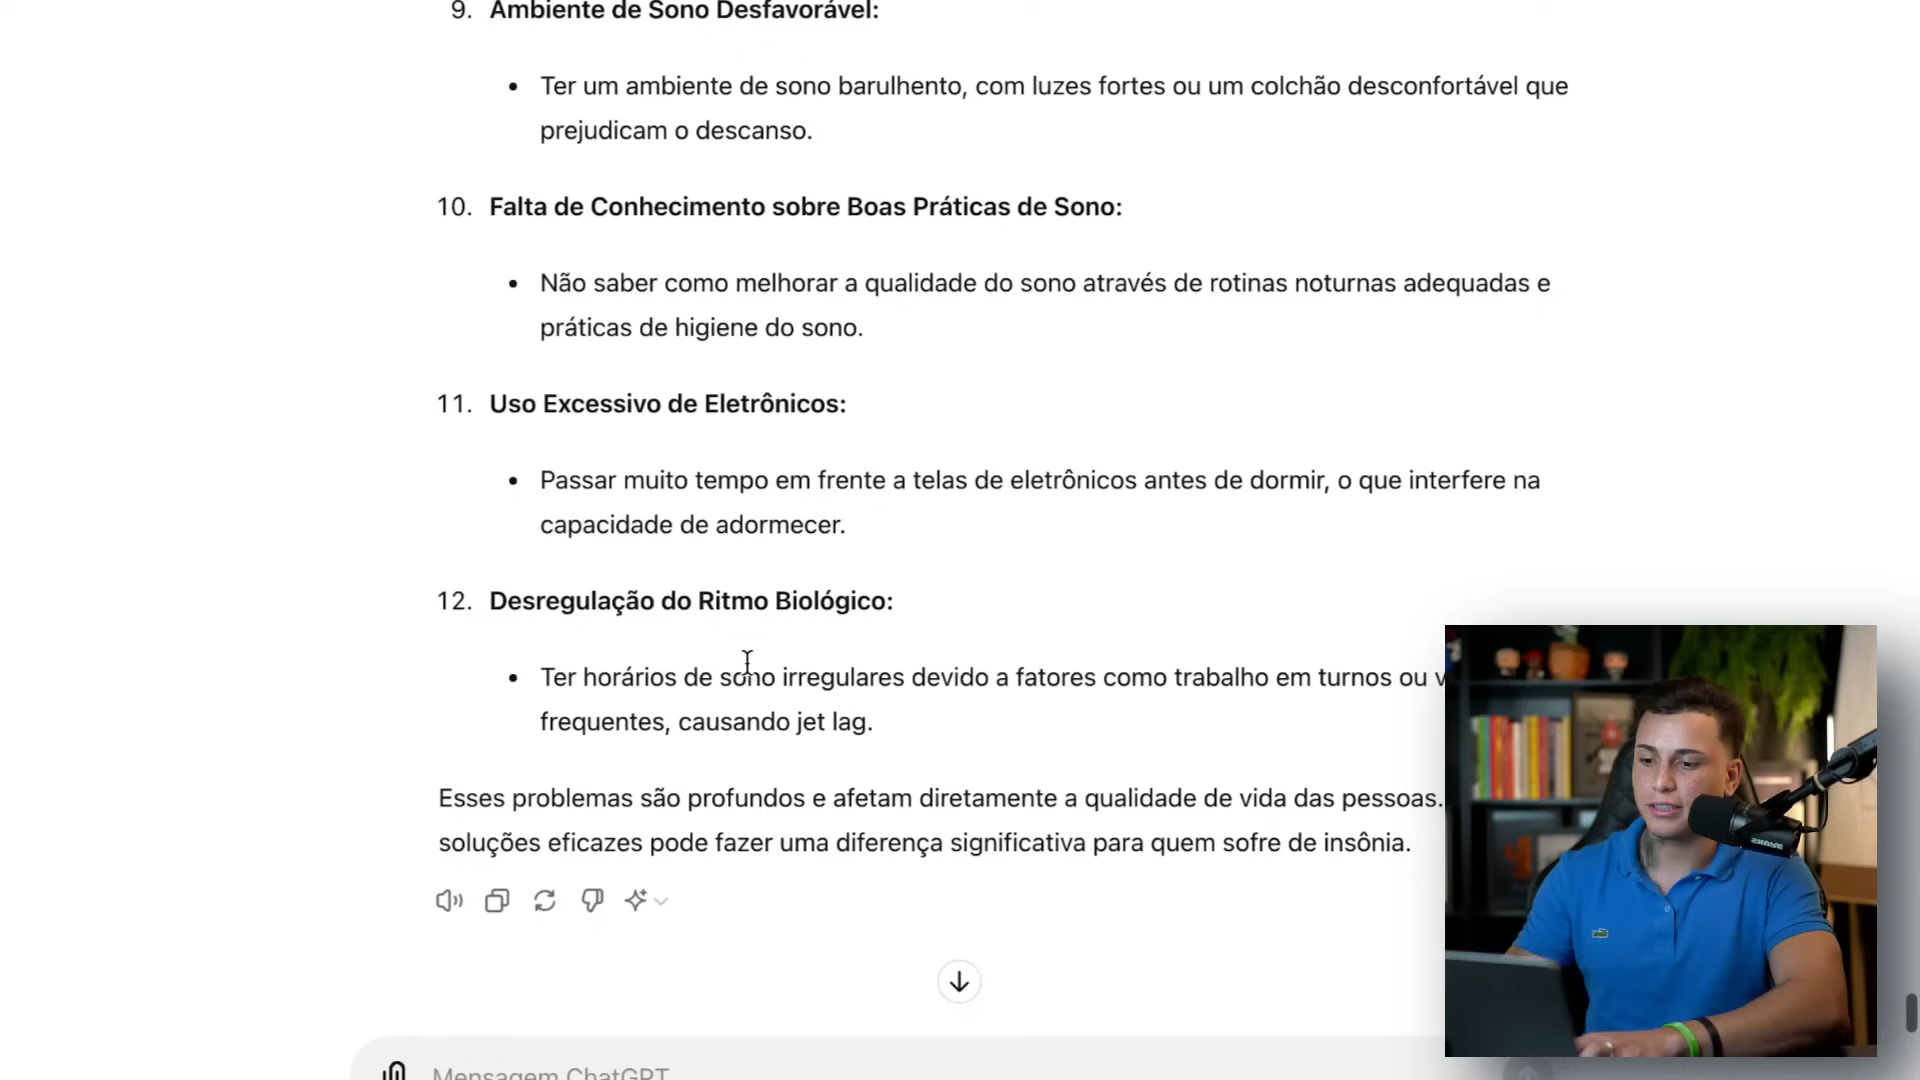 9. Ambiente de Sono Desfavorável:
• Ter um ambiente de sono barulhento, com luzes fortes ou um colchão desconfortável que
prejudicam o descanso.
10. Falta de Conhecimento sobre Boas Práticas de Sono:
• Não saber como melhorar a qualidade do sono através de rotinas noturnas adequadas e
práticas de higiene do sono.
11. Uso Excessivo de Eletrônicos:
• Passar muito tempo em frente a telas de eletrônicos antes de dormir, o que interfere na
capacidade de adormecer.
12. Desregulação do Ritmo Biológico:
• Ter horários de sono irregulares devido a fatores como trabalho em turnos ou
frequentes, causando jet lag.
Esses problemas são profundos e afetam diretamente a qualidade de vida das pessoas.
soluções eficazes pode fazer uma diferença significativa para quem sofre de insônia.
Mensagem ChatGPT
SHURE